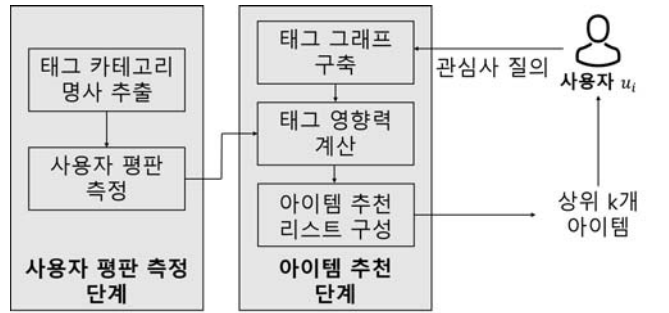 태그 카테고리
명사 추출
사용자 평판
측정
사용자 평판 측정
단계
태그 그래프
구축
태그 영향력
계산
아이템 추천
리스트 구성
아이템 추천
단계
관심사 질의
사용자 uᵢ
상위 k개
아이템